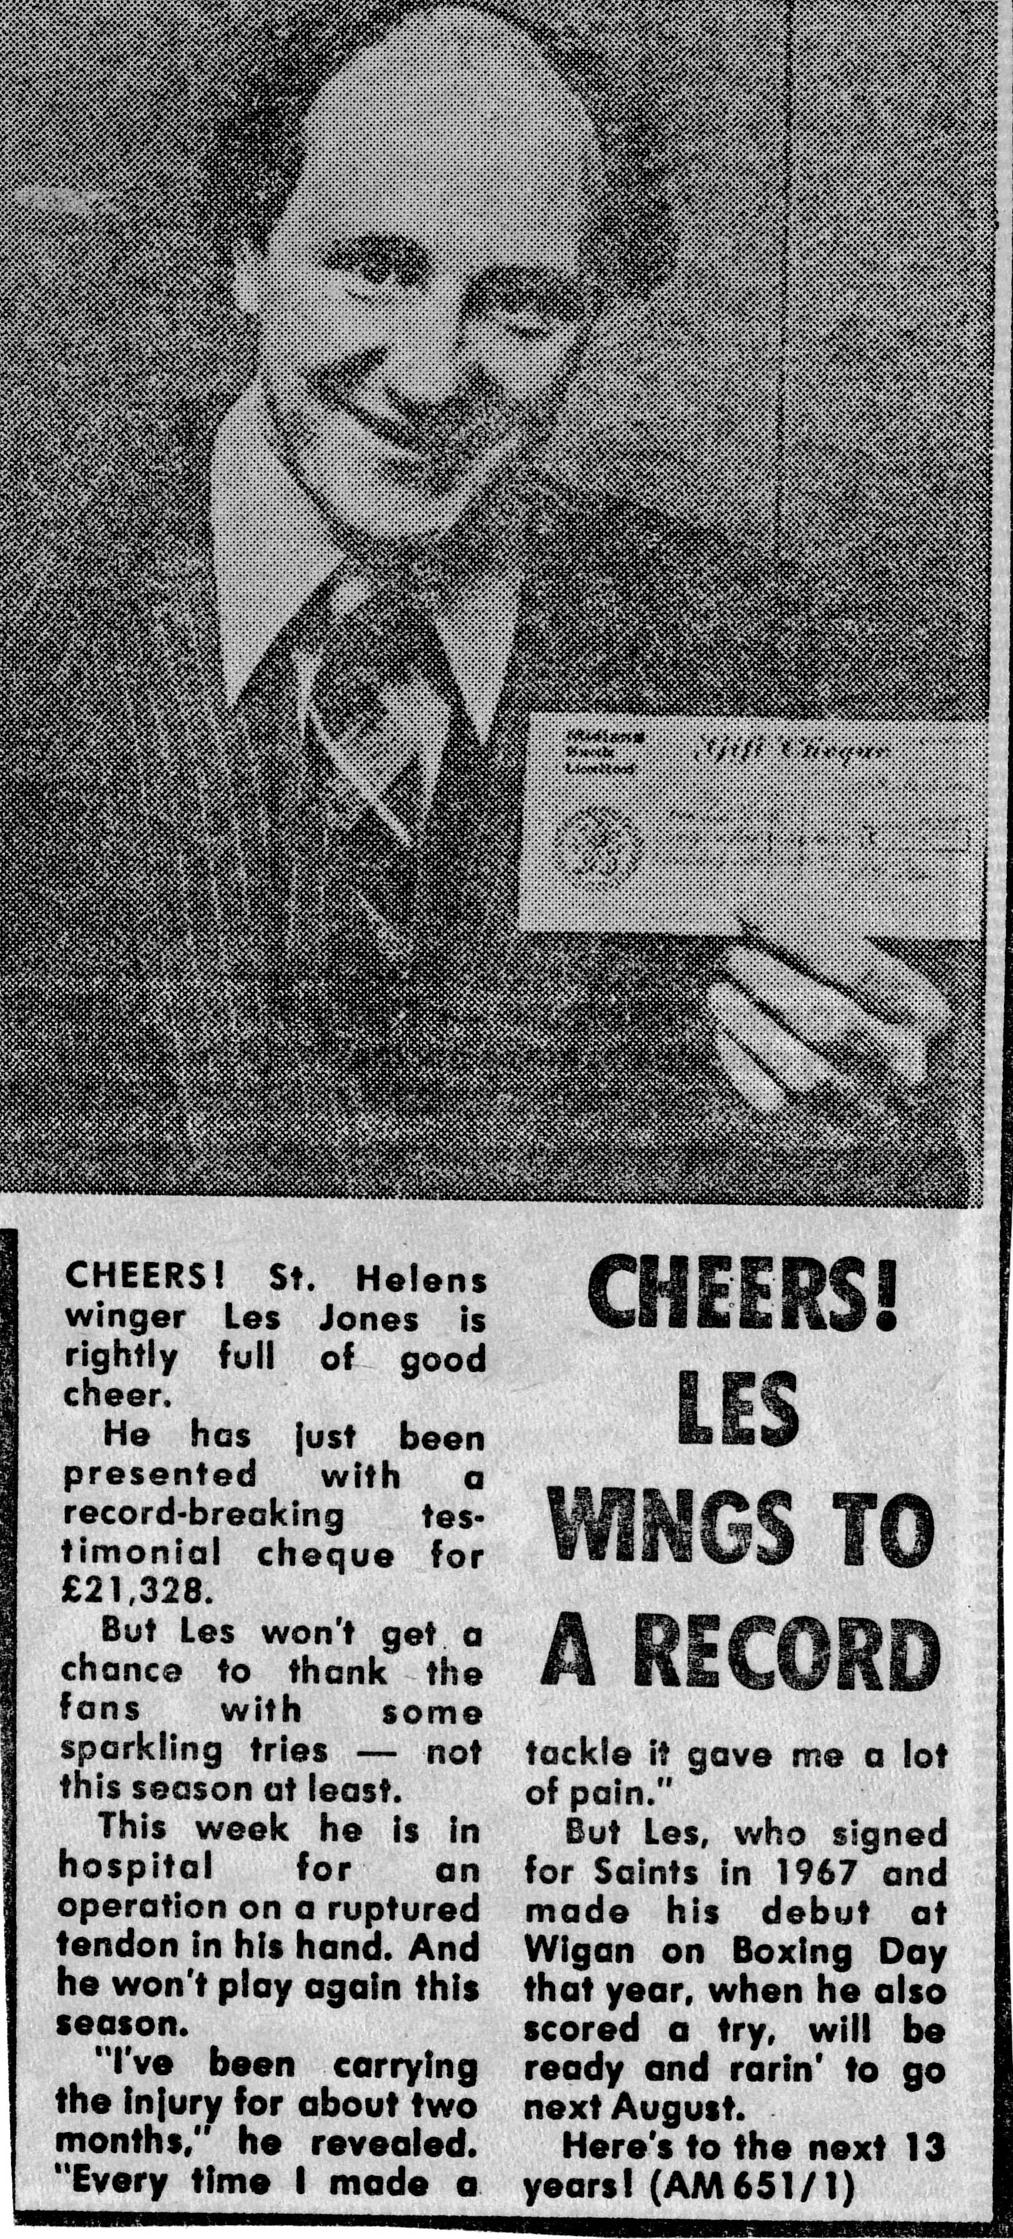 Midland
Bank
Limited
Gift Cheque
CHEERS! St. Helens
winger Les Jones is
rightly full of good
cheer.
He has just been
presented with a
record-breaking tes-
timonial cheque for
£21,328.
But Les won't get a
chance to thank the
fans with some
sparkling tries — not
this season at least.
This week he is in
hospital for an
operation on a ruptured
tendon in his hand. And
he won't play again this
season.
"I've been carrying
the injury for about two
months," he revealed.
"Every time I made a
CHEERS!
LES
WINGS TO
A RECORD
tackle it gave me a lot
of pain."
But Les, who signed
for Saints in 1967 and
made his debut at
Wigan on Boxing Day
that year, when he also
scored a try, will be
ready and rarin' to go
next August.
Here's to the next 13
years! (AM 651/1)